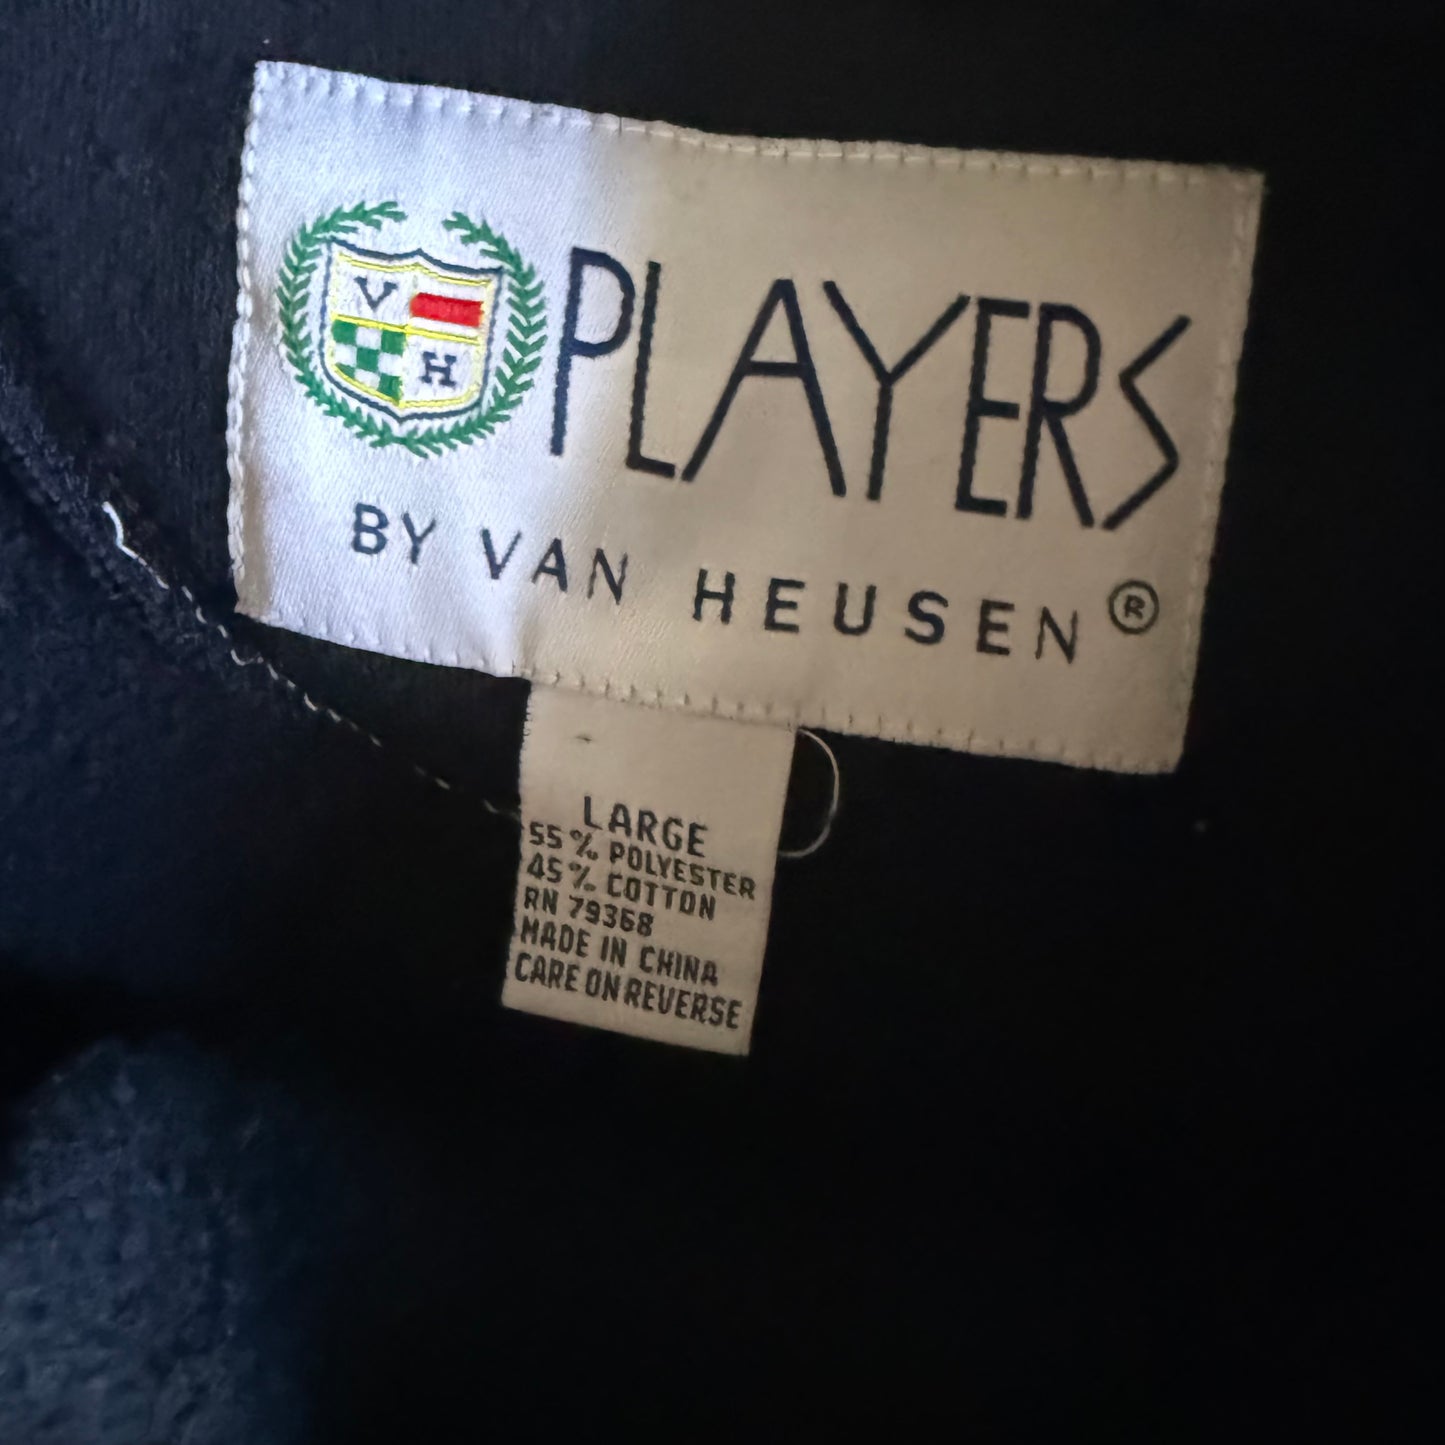 V
H
PLAYERS
BY VAN HEUSEN ®
LARGE
55% POLYESTER
45% COTTON
RN 79368
MADE IN CHINA
CARE ON REVERSE